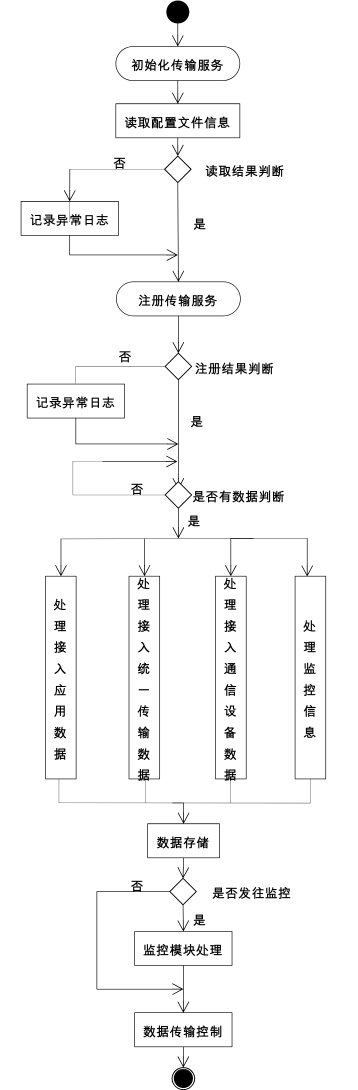 初始化传输服务
读取配置文件信息
否
读取结果判断
记录异常日志
是
注册传输服务
否
注册结果判断
记录异常日志
是
否
是否有数据判断
是
处理接入应用数据
处理接入统一传输数据
处理接入通信设备数据
处理监控信息
数据存储
否
是否发往监控
是
监控模块处理
数据传输控制